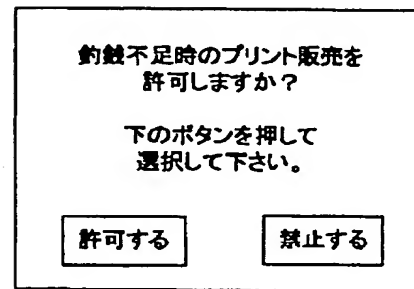 釣銭不足時のプリント販売を
許可しますか？
下のボタンを押して
選択して下さい。
許可する
禁止する